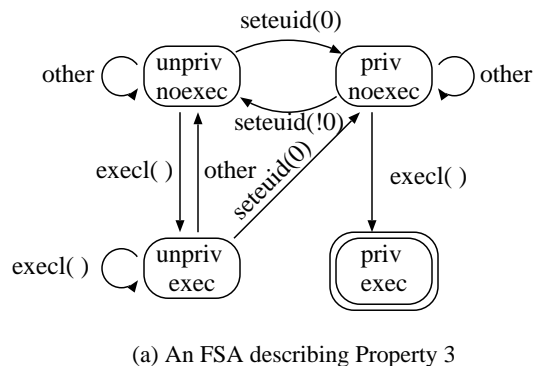 seteuid(0)
other
unpriv
noexec
priv
noexec
other
seteuid(!0)
execl( )
other
seteuid(0)
execl( )
execl( )
unpriv
exec
priv
exec
(a) An FSA describing Property 3